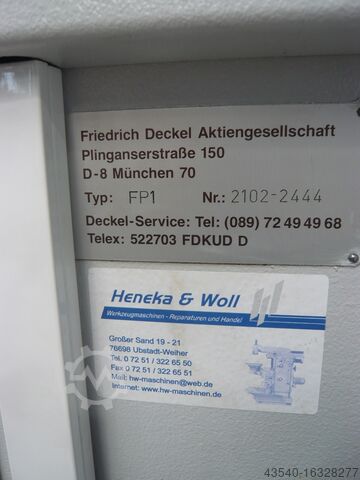 Friedrich Deckel Aktiengesellschaft
Plinganserstraße 150
D-8 München 70
Typ: FP1 Nr.: 2102-2444
Deckel-Service: Tel: (089) 72 49 49 68
Telex: 522703 FDKUD D
Heneka & Woll
Werkzeugmaschinen - Reparaturen und Handel
Großer Sand 19 - 21
76698 Ubstadt-Weiher
Tel. 0 72 51 / 322 65 50
Fax 0 72 51 / 322 65 51
Mail: hw-maschinen@web.de
Internet: www.hw-maschinen.de
43540-16328277